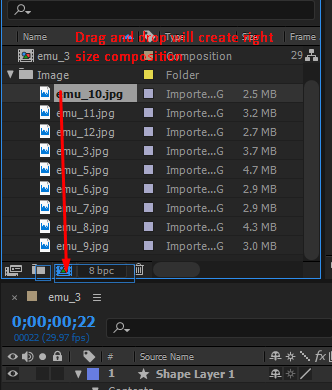 Drag and drop will create right
size composition
Name Type Size Frame
emu_3 Composition 29
Image Folder
emu_10.jpg Importe...G 2.5 MB
emu_11.jpg Importe...G 3.2 MB
emu_12.jpg Importe...G 2.7 MB
emu_3.jpg Importe...G 3.7 MB
emu_5.jpg Importe...G 4.7 MB
emu_6.jpg Importe...G 2.9 MB
emu_7.jpg Importe...G 2.9 MB
emu_8.jpg Importe...G 4.3 MB
emu_9.jpg Importe...G 3.0 MB
8 bpc
emu_3
0;00;00;22
00022 (29.97 fps)
# Source Name
1 Shape Layer 1